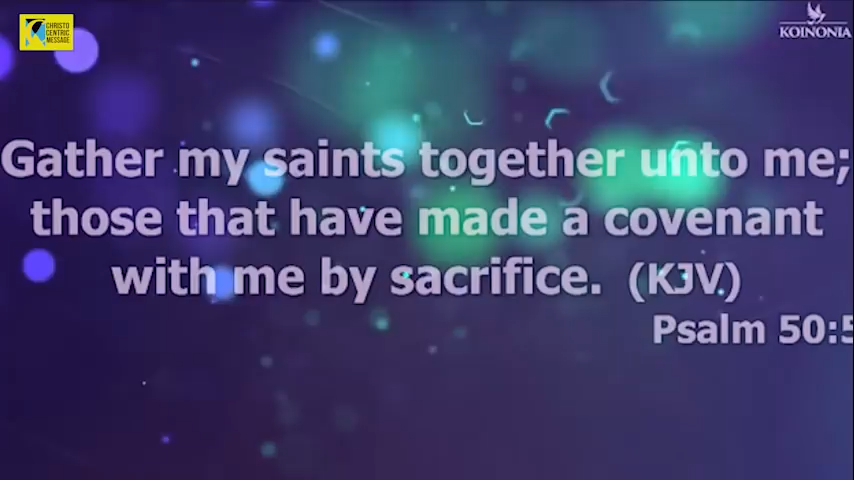 CHRISTO
CENTRIC
MESSAGE
KOINONIA
Gather my saints together unto me;
those that have made a covenant
with me by sacrifice. (KJV)
Psalm 50:5